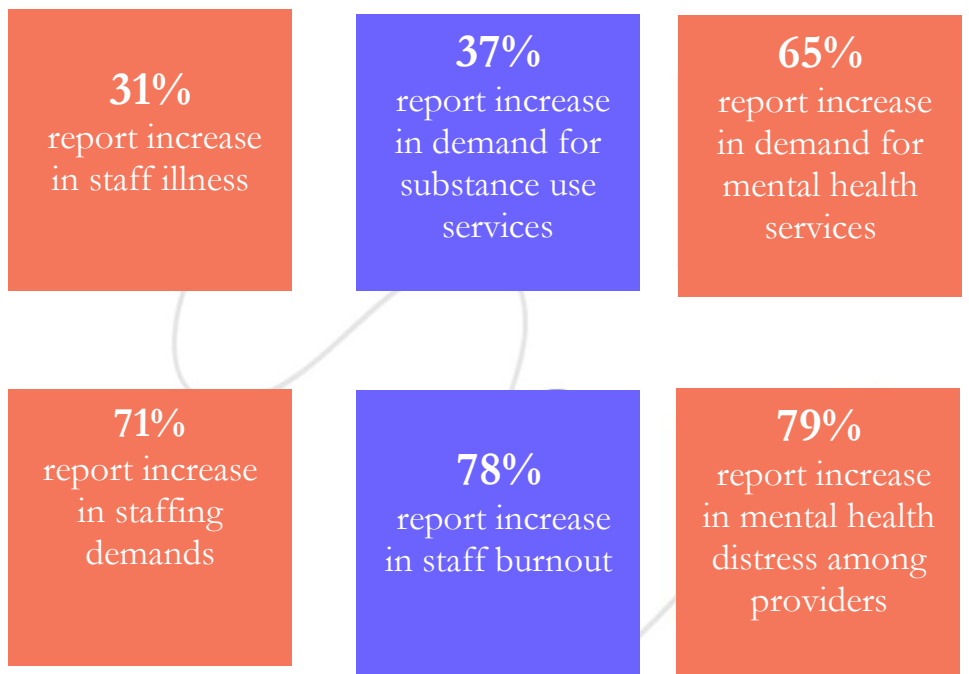 31%
report increase
in staff illness
37%
report increase
in demand for
substance use
services
65%
report increase
in demand for
mental health
services
71%
report increase
in staffing
demands
78%
report increase
in staff burnout
79%
report increase
in mental health
distress among
providers